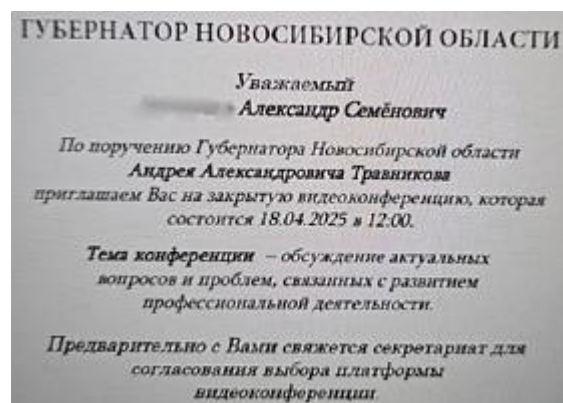 ГУБЕРНАТОР НОВОСИБИРСКОЙ ОБЛАСТИ
Уважаемый
Александр Семёнович
По поручению Губернатора Новосибирской области
Андрея Александровича Травникова
приглашаем Вас на закрытую видеоконференцию, которая
состоится 18.04.2025 в 12:00.
Тема конференции – обсуждение актуальных
вопросов и проблем, связанных с развитием
профессиональной деятельности.
Предварительно с Вами свяжется секретариат для
согласования выбора платформы
видеоконференции.